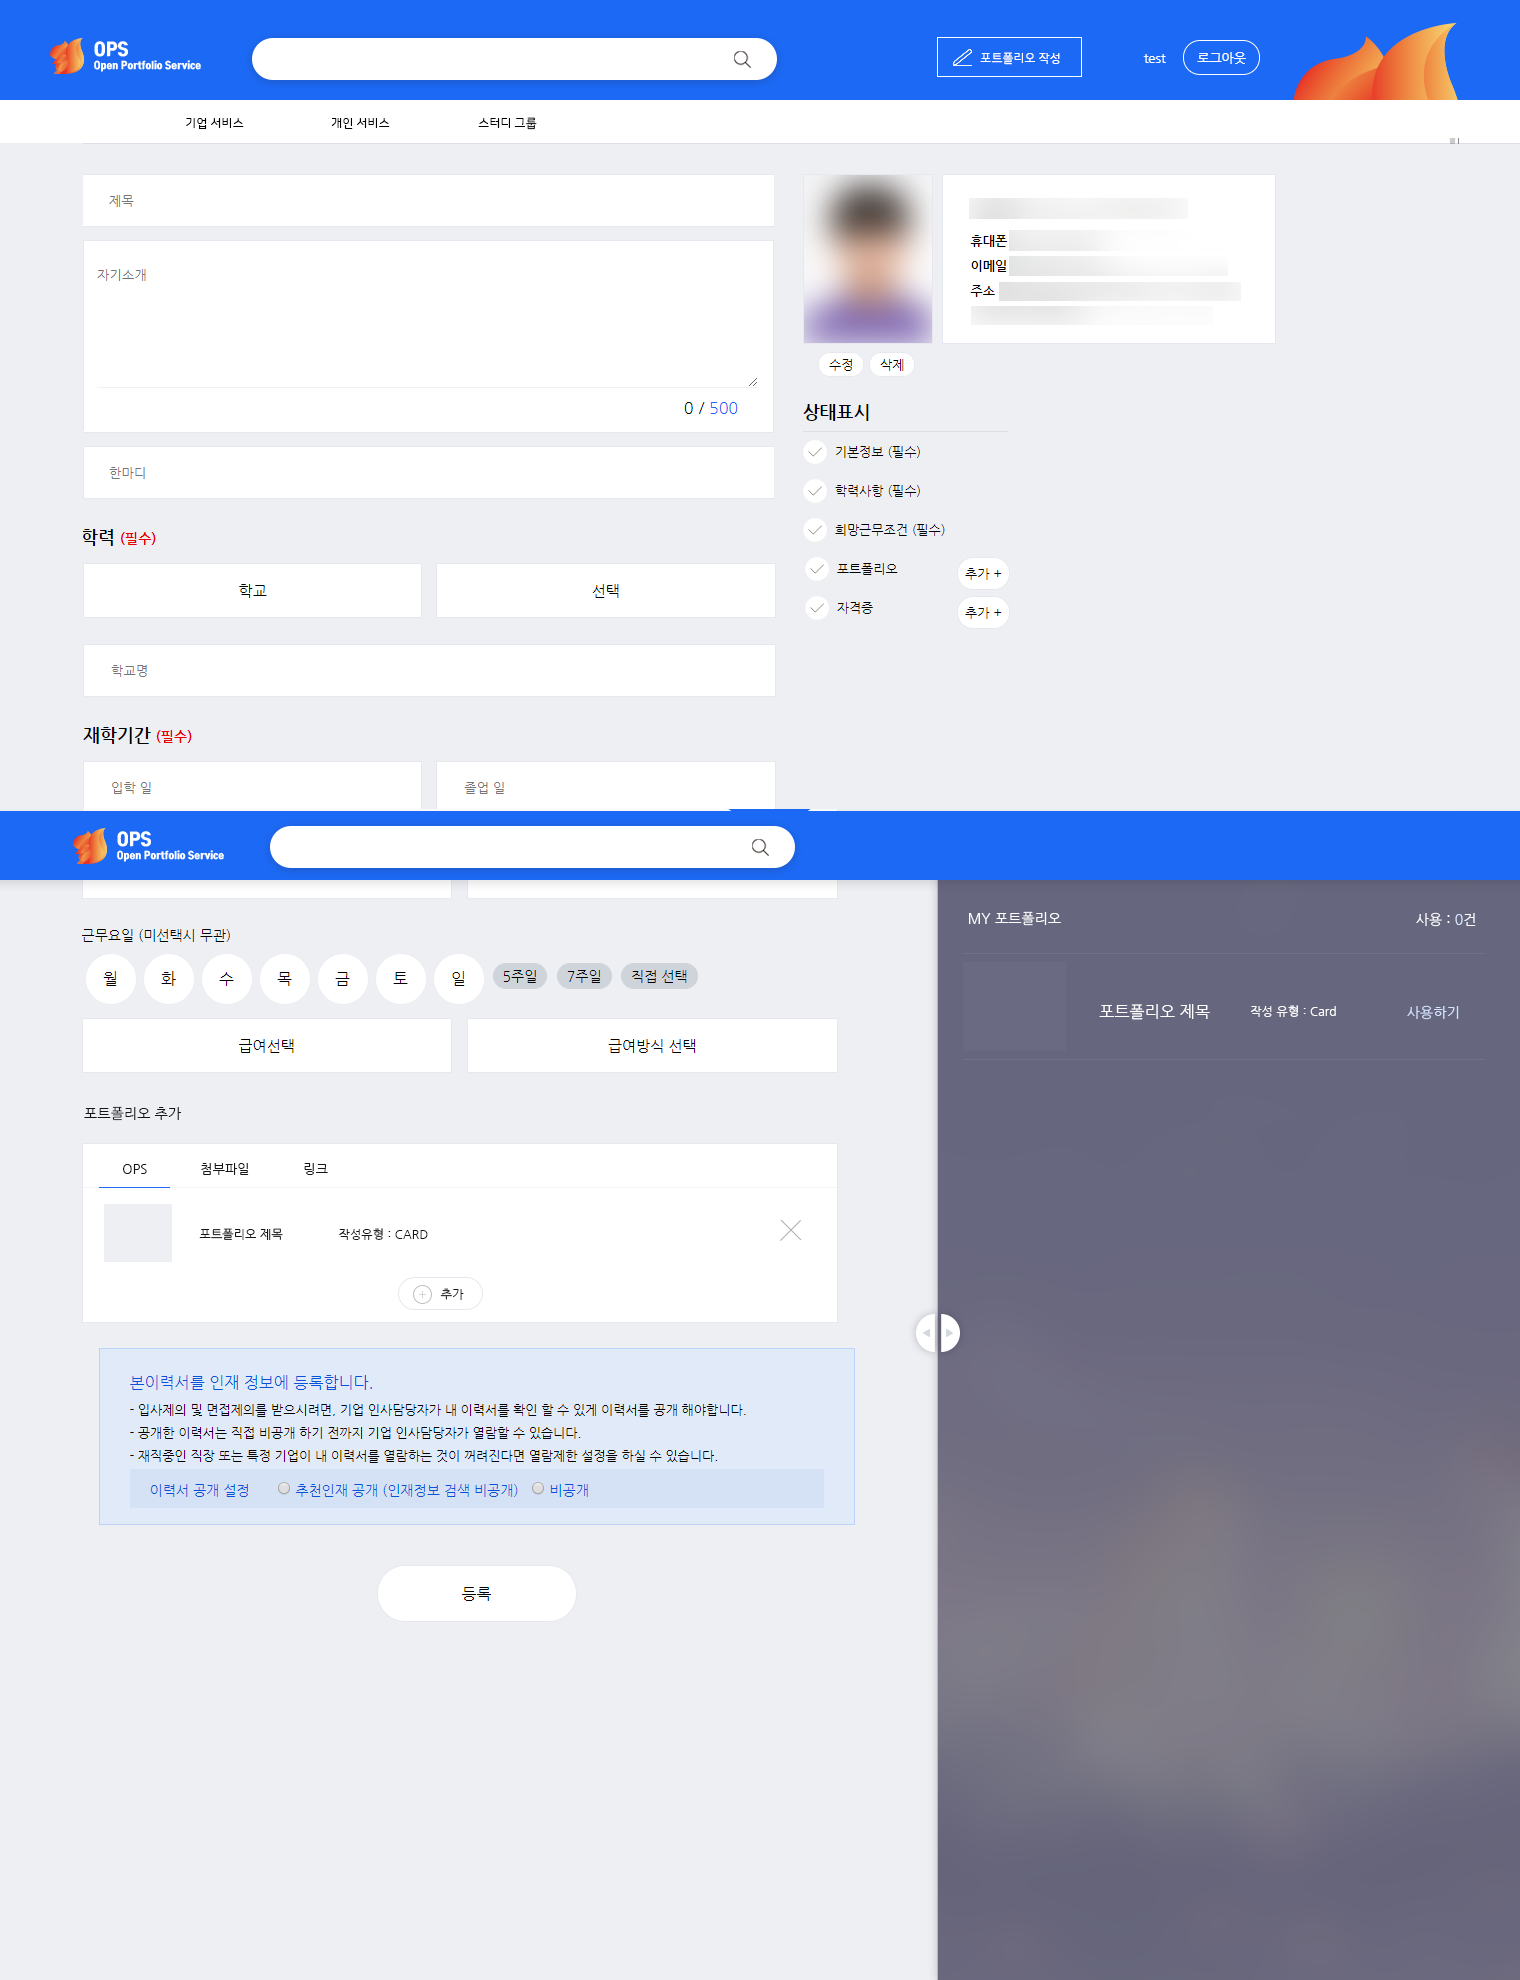 OPS
Open Portfolio Service
포트폴리오 작성
test
로그아웃
기업 서비스
개인 서비스
스터디 그룹
제목
자기소개
0 / 500
한마디
학력 (필수)
학교
선택
학교명
재학기간 (필수)
입학 일
졸업 일
휴대폰
이메일
주소
수정
삭제
상태표시
기본정보 (필수)
학력사항 (필수)
희망근무조건 (필수)
포트폴리오
추가 +
자격증
추가 +
OPS
Open Portfolio Service
근무요일 (미선택시 무관)
월
화
수
목
금
토
일
5주일
7주일
직접 선택
급여선택
급여방식 선택
포트폴리오 추가
OPS
첨부파일
링크
포트폴리오 제목
작성유형 : CARD
추가
본이력서를 인재 정보에 등록합니다.
- 입사제의 및 면접제의를 받으시려면, 기업 인사담당자가 내 이력서를 확인 할 수 있게 이력서를 공개 해야합니다.
- 공개한 이력서는 직접 비공개 하기 전까지 기업 인사담당자가 열람할 수 있습니다.
- 재직중인 직장 또는 특정 기업이 내 이력서를 열람하는 것이 꺼려진다면 열람제한 설정을 하실 수 있습니다.
이력서 공개 설정
추천인재 공개 (인재정보 검색 비공개)
비공개
등록
MY 포트폴리오
사용 : 0건
포트폴리오 제목
작성 유형 : Card
사용하기